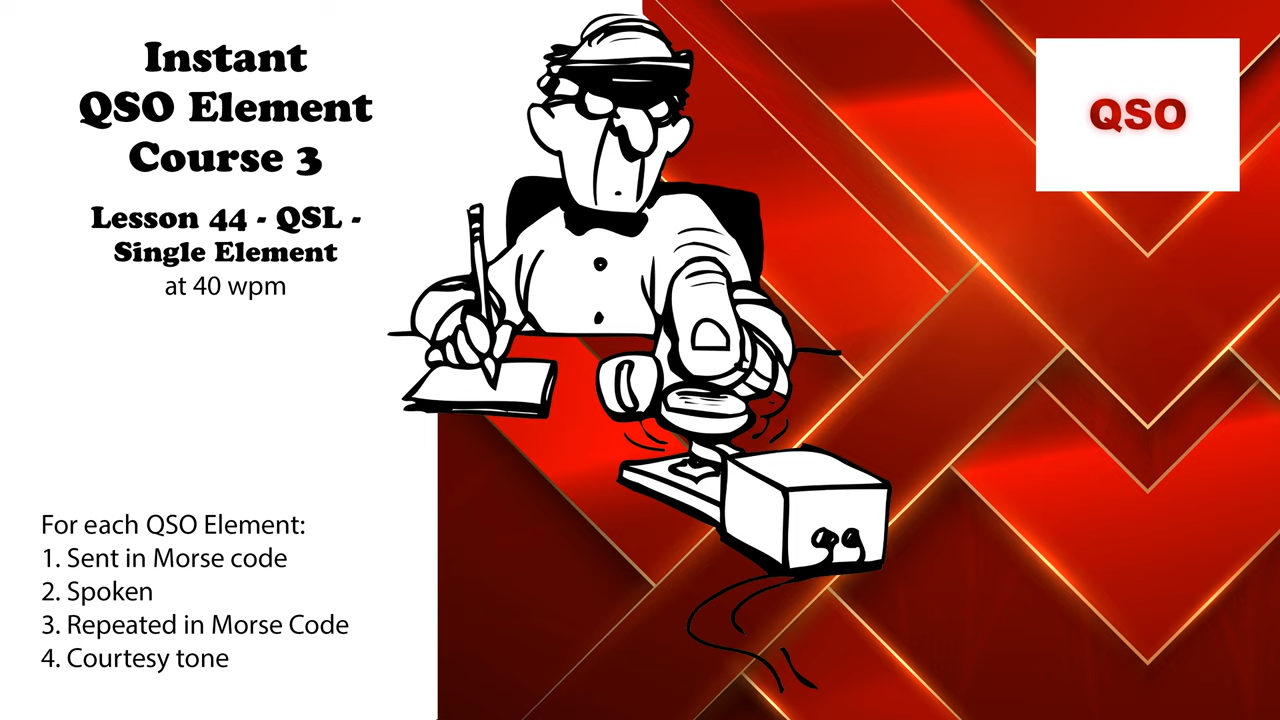 Instant
QSO Element
Course 3
Lesson 44 - QSL -
Single Element
at 40 wpm
QSO
For each QSO Element:
1. Sent in Morse code
2. Spoken
3. Repeated in Morse Code
4. Courtesy tone